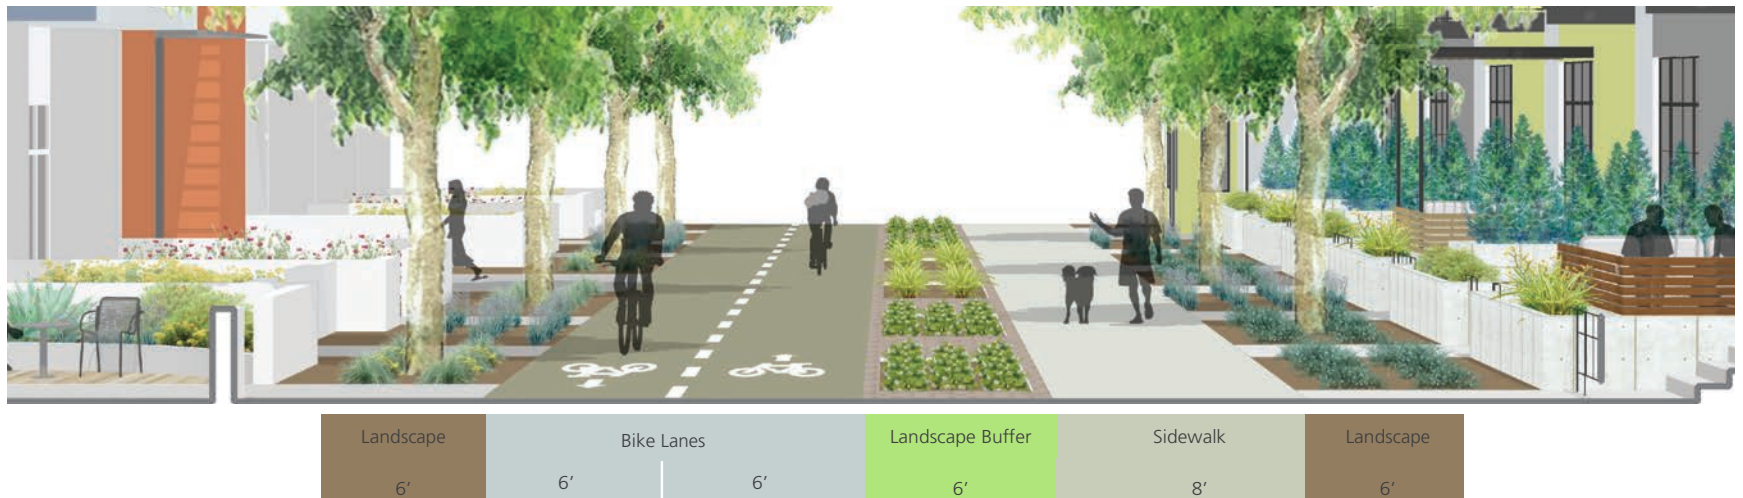 Landscape Bike Lanes Landscape Buffer Sidewalk Landscape
6’ 6’ 6’ 6’ 8’ 6’